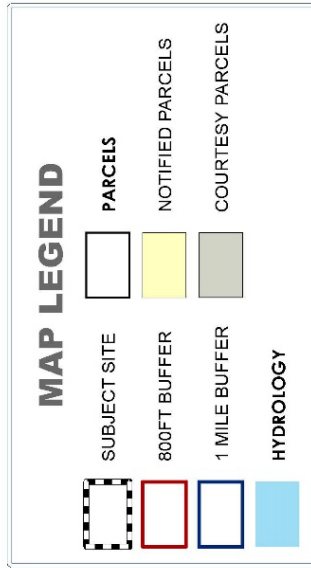 MAP LEGEND
SUBJECT SITE
800FT BUFFER
1 MILE BUFFER
HYDROLOGY
PARCELS
NOTIFIED PARCELS
COURTESY PARCELS